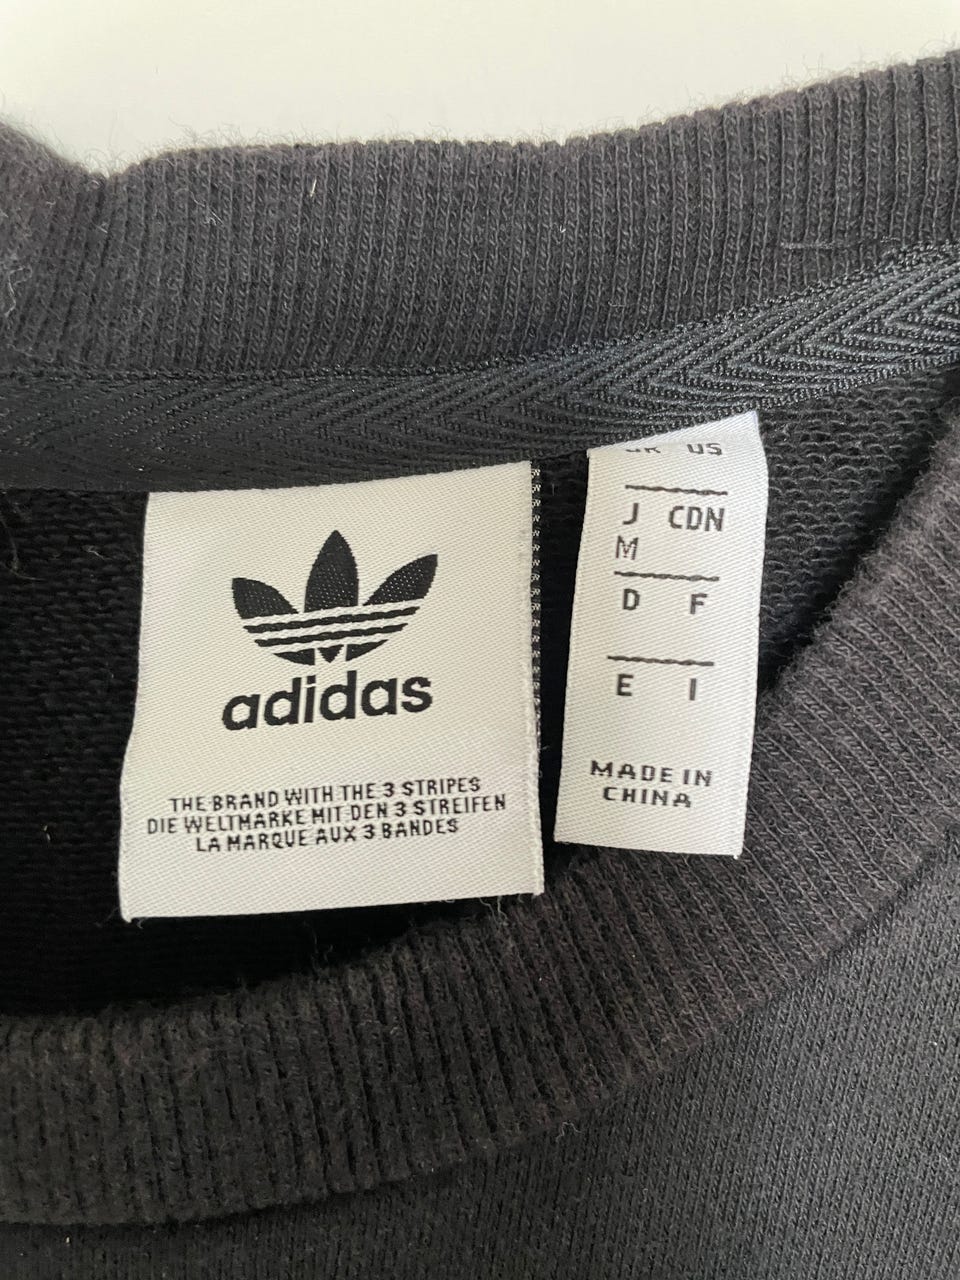 adidas
THE BRAND WITH THE 3 STRIPES
DIE WELTMARKE MIT DEN 3 STREIFEN
LA MARQUE AUX 3 BANDES
US
J CDN
M
D F
E I
MADE IN
CHINA